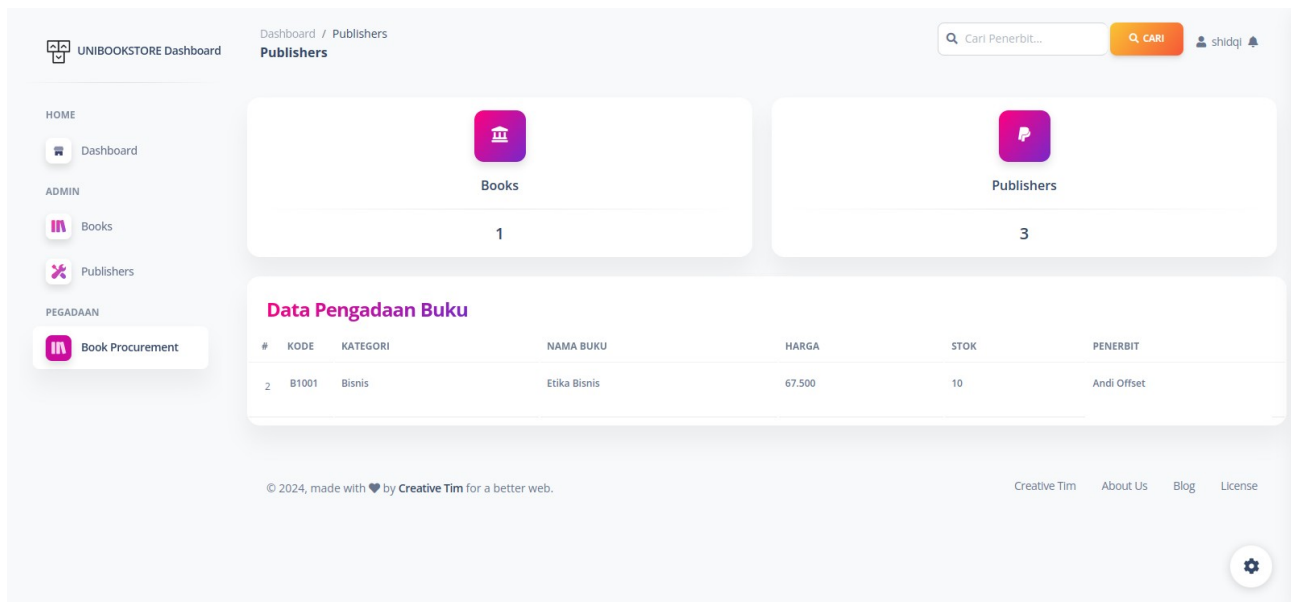 UNIBOOKSTORE Dashboard
Dashboard / Publishers
Publishers
Cari Penerbit...
CARI
shidqi
HOME
Dashboard
ADMIN
Books
Publishers
PEGADAAN
Book Procurement
Books
1
Publishers
3
Data Pengadaan Buku
# KODE KATEGORI NAMA BUKU HARGA STOK PENERBIT
2 B1001 Bisnis Etika Bisnis 67.500 10 Andi Offset
© 2024, made with by Creative Tim for a better web.
Creative Tim About Us Blog License